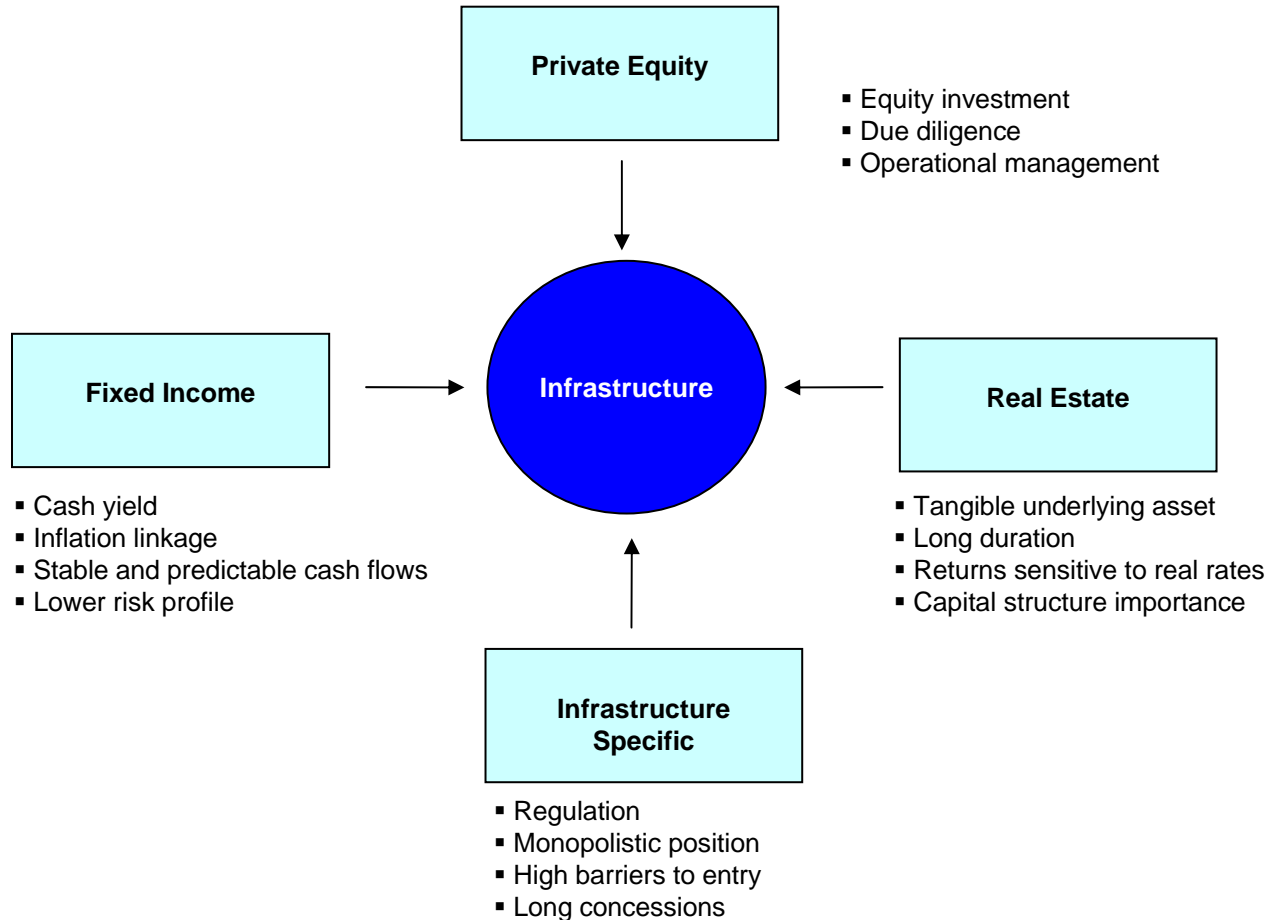 Private Equity
▪ Equity investment
▪ Due diligence
▪ Operational management
Fixed Income
Infrastructure
Real Estate
▪ Cash yield
▪ Inflation linkage
▪ Stable and predictable cash flows
▪ Lower risk profile
▪ Tangible underlying asset
▪ Long duration
▪ Returns sensitive to real rates
▪ Capital structure importance
Infrastructure
Specific
▪ Regulation
▪ Monopolistic position
▪ High barriers to entry
▪ Long concessions